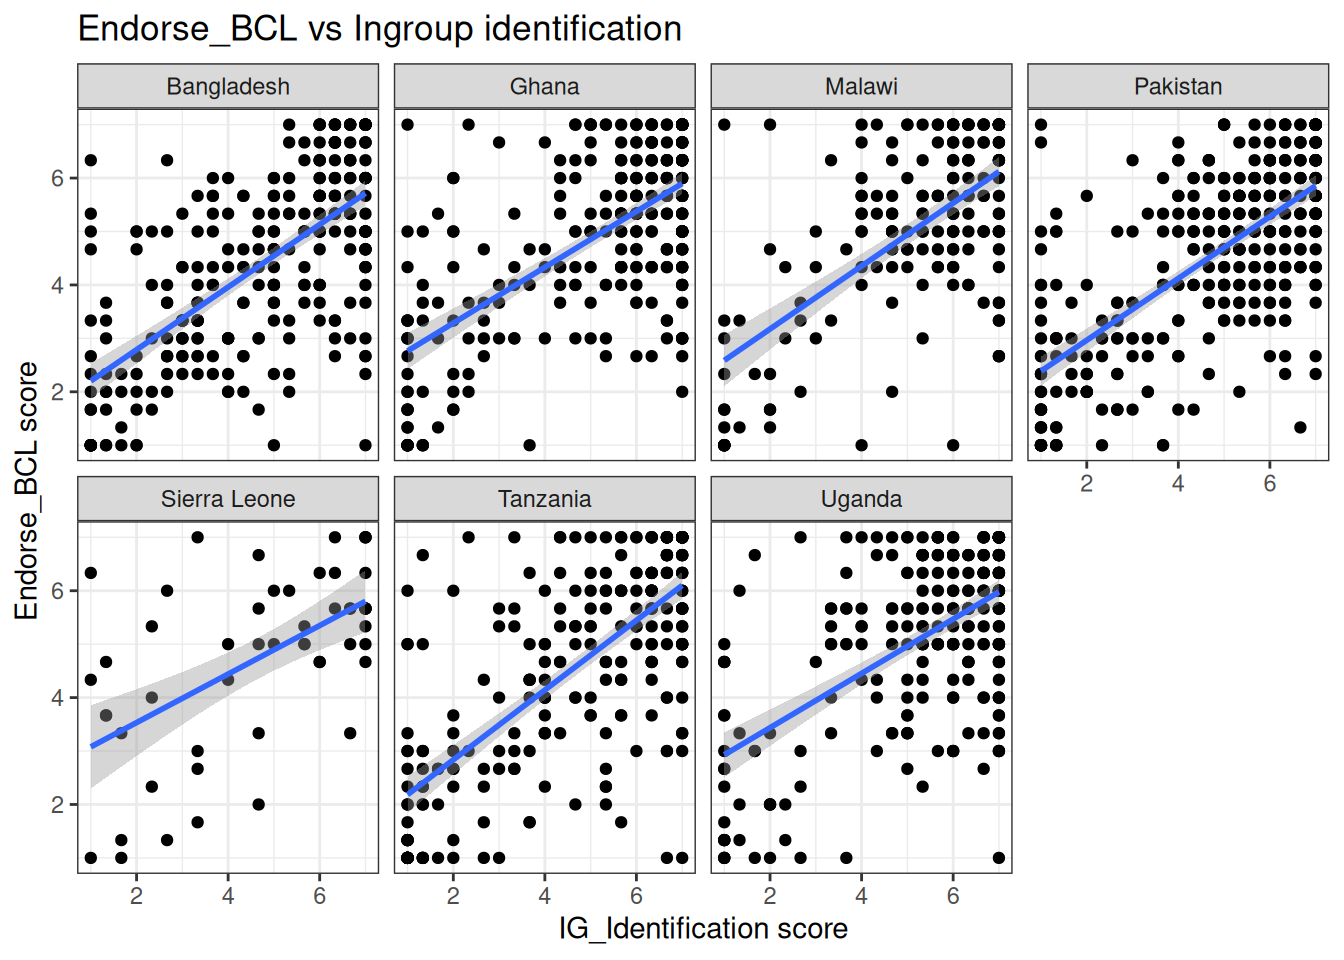 Endorse_BCL vs Ingroup identification
Bangladesh Ghana Malawi Pakistan
6
4
2
2 4 6
Endorse_BCL score
Sierra Leone Tanzania Uganda
6
4
2
2 4 6 2 4 6 2 4 6
IG_Identification score